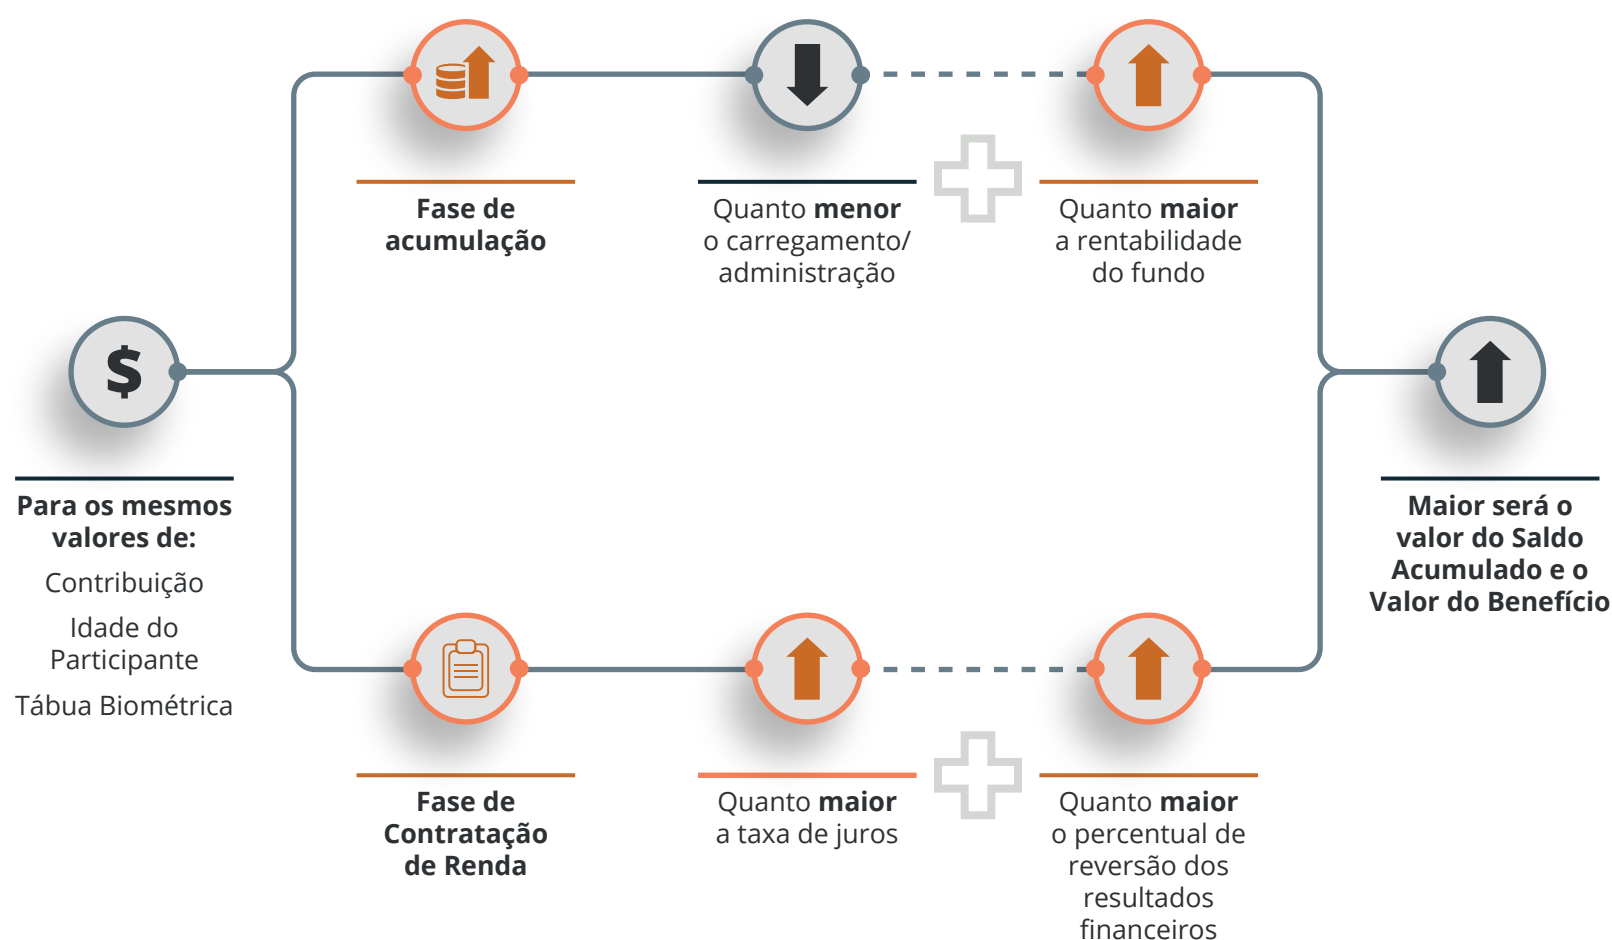 $
Fase de
acumulação
Quanto menor
o carregamento/
administração
Quanto maior
a rentabilidade
do fundo
Para os mesmos
valores de:
Contribuição
Idade do
Participante
Tábua Biométrica
Fase de
Contratação
de Renda
Quanto maior
a taxa de juros
Quanto maior
o percentual de
reversão dos
resultados
financeiros
Maior será o
valor do Saldo
Acumulado e o
Valor do Benefício